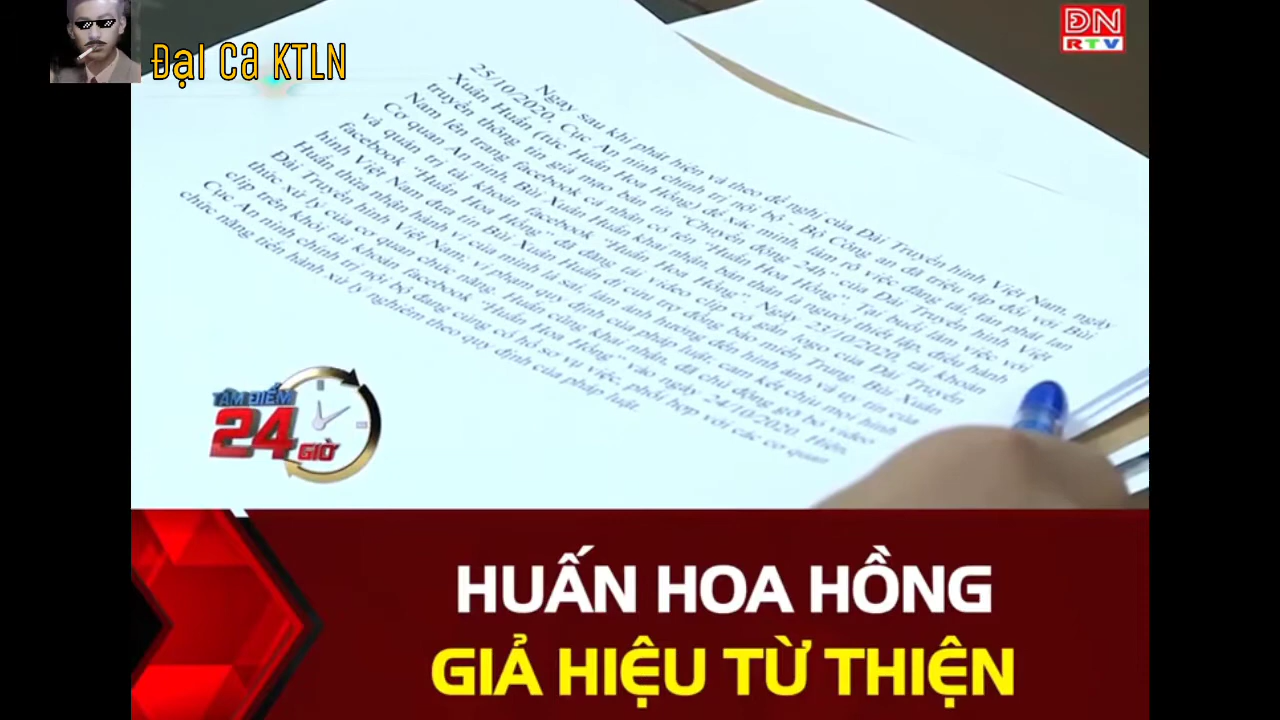 Đại Ca KTLN
ĐN
RTV
Ngay sau khi phát hiện và theo đề nghị của Đài Truyền hình Việt Nam, ngày
25/10/2020, Cục An ninh chính trị nội bộ - Bộ Công an đã triệu tập đối với Bùi
Xuân Huấn (tức Huấn Hoa Hồng) để xác minh, làm rõ việc đăng tải, tán phát lan
truyền thông tin giả mạo bản tin "Chuyển động 24h" của Đài Truyền hình Việt
Nam lên trang facebook cá nhân có tên "Huấn Hoa Hồng". Tại buổi làm việc với
Cơ quan An ninh, Bùi Xuân Huấn khai nhận, bản thân là người thiết lập, điều hành
và quản trị tài khoản facebook "Huấn Hoa Hồng". Ngày 23/10/2020, tài khoản
facebook "Huấn Hoa Hồng" đã đăng tải video clip có gắn logo của Đài Truyền
hình Việt Nam đưa tin Bùi Xuân Huấn đi cứu trợ đồng bào miền Trung. Bùi Xuân
Huấn thừa nhận hành vi của mình là sai, làm ảnh hưởng đến hình ảnh và uy tín của
Đài Truyền hình Việt Nam, vi phạm quy định của pháp luật, cam kết chịu mọi hình
thức xử lý của cơ quan chức năng. Huấn cũng khai nhận, đã chủ động gỡ bỏ video
clip trên khỏi tài khoản facebook "Huấn Hoa Hồng" vào ngày 24/10/2020. Hiện,
Cục An ninh chính trị nội bộ đang củng cố hồ sơ vụ việc, phối hợp với các cơ quan
chức năng tiến hành xử lý nghiêm theo quy định của pháp luật.
TÂM ĐIỂM
24
GIỜ
HUẤN HOA HỒNG
GIẢ HIỆU TỪ THIỆN